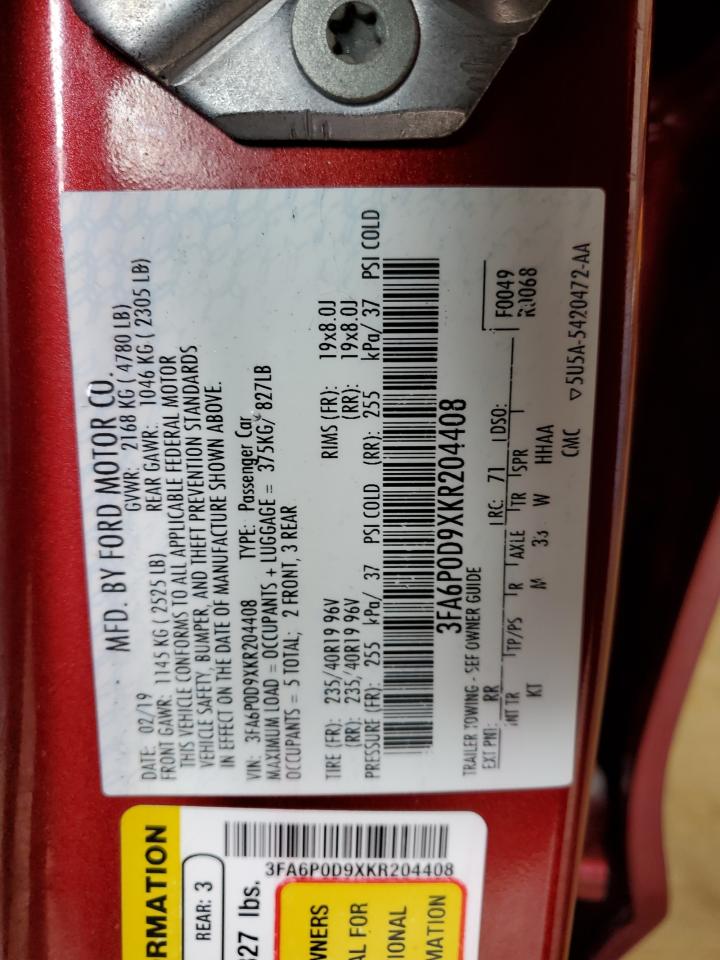 MFD. BY FORD MOTOR CO.
DATE: 02/19 GVWR: 2168 KG ( 4780 LB)
FRONT GAWR: 1145 KG ( 2525 LB) REAR GAWR: 1046 KG ( 2305 LB)
THIS VEHICLE CONFORMS TO ALL APPLICABLE FEDERAL MOTOR
VEHICLE SAFETY, BUMPER, AND THEFT PREVENTION STANDARDS
IN EFFECT ON THE DATE OF MANUFACTURE SHOWN ABOVE.
VIN: 3FA6P0D9XKR204408 TYPE: Passenger Car
MAXIMUM LOAD = OCCUPANTS + LUGGAGE = 375KG/ 827LB
OCCUPANTS = 5 TOTAL; 2 FRONT, 3 REAR
TIRE (FR): 235/40R19 96V RIMS (FR): 19x8.0J
(RR): 235/40R19 96V (RR): 19x8.0J
PRESSURE (FR): 255 kPa/ 37 PSI COLD (RR): 255 kPa/ 37 PSI COLD
3FA6P0D9XKR204408
TRAILER TOWING - SEE OWNER GUIDE
EXT PNT: RR RC: 71 DSO: F0049
INT TR TP/PS R AXLE TR SPR R0068
KT M 33 W HHAA
CMC ▽5U5A-5420472-AA
RMATION
REAR: 3
827 lbs.
3FA6P0D9XKR204408
WNERS
AL FOR
IONAL
MATION